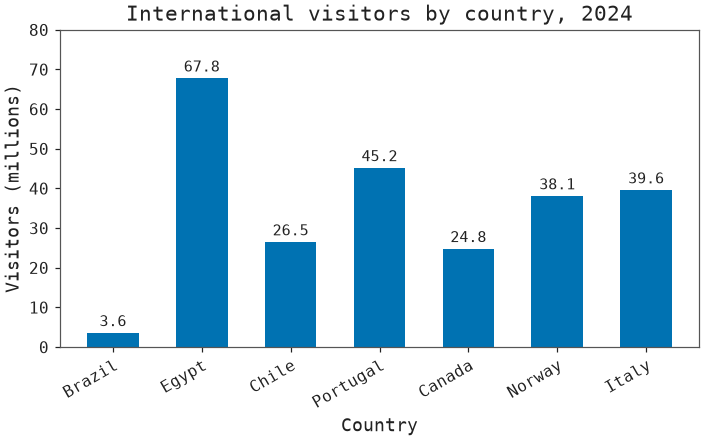 International visitors by country, 2024
Visitors (millions)
80
70
60
50
40
30
20
10
0
3.6
67.8
26.5
45.2
24.8
38.1
39.6
Brazil
Egypt
Chile
Portugal
Canada
Norway
Italy
Country